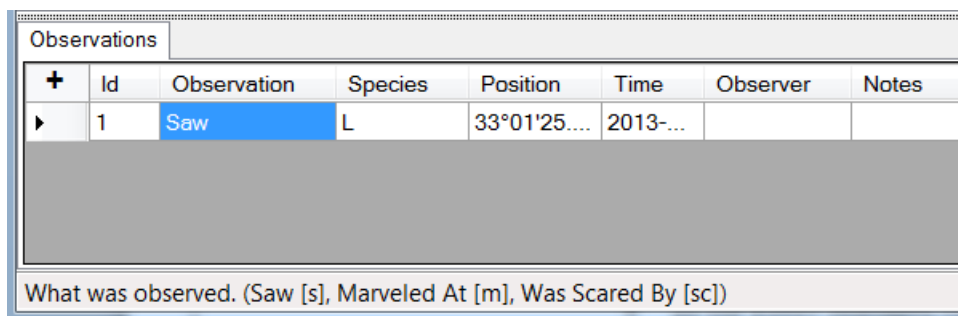 Observations
+ Id Observation Species Position Time Observer Notes
1 Saw L 33°01'25.... 2013-...
What was observed. (Saw [s], Marveled At [m], Was Scared By [sc])